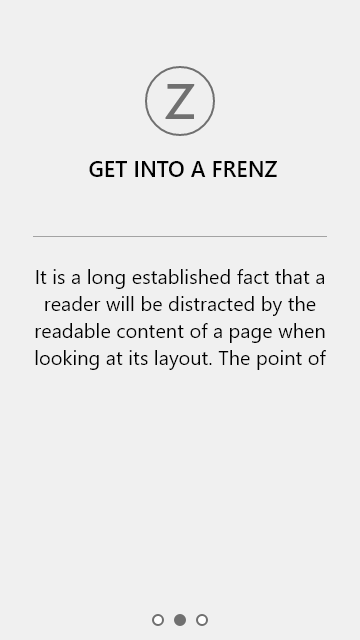 Z
GET INTO A FRENZ
It is a long established fact that a
reader will be distracted by the
readable content of a page when
looking at its layout. The point of